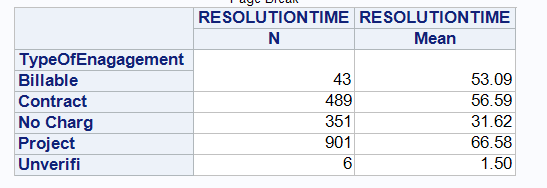 Page Break
RESOLUTIONTIME RESOLUTIONTIME
N Mean
TypeOfEnagagement
Billable 43 53.09
Contract 489 56.59
No Charg 351 31.62
Project 901 66.58
Unverifi 6 1.50